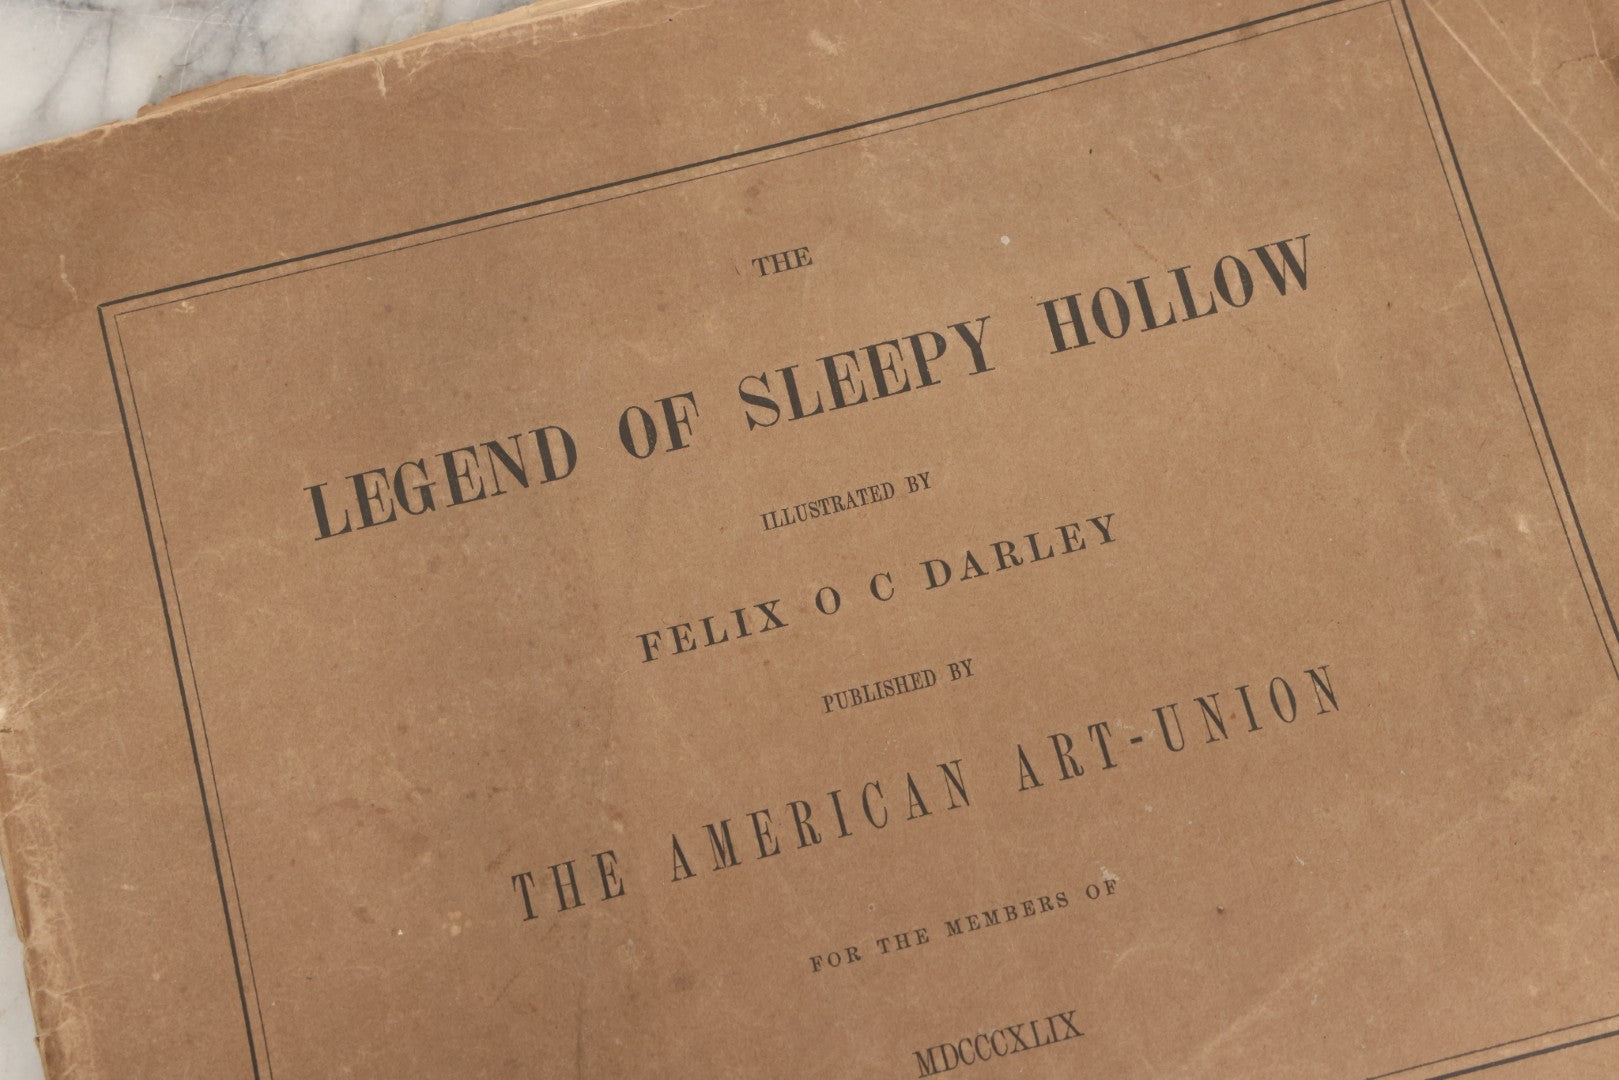 THE
LEGEND OF SLEEPY HOLLOW
ILLUSTRATED BY
FELIX O C DARLEY
PUBLISHED BY
THE AMERICAN ART-UNION
FOR THE MEMBERS OF
MDCCCXLIX